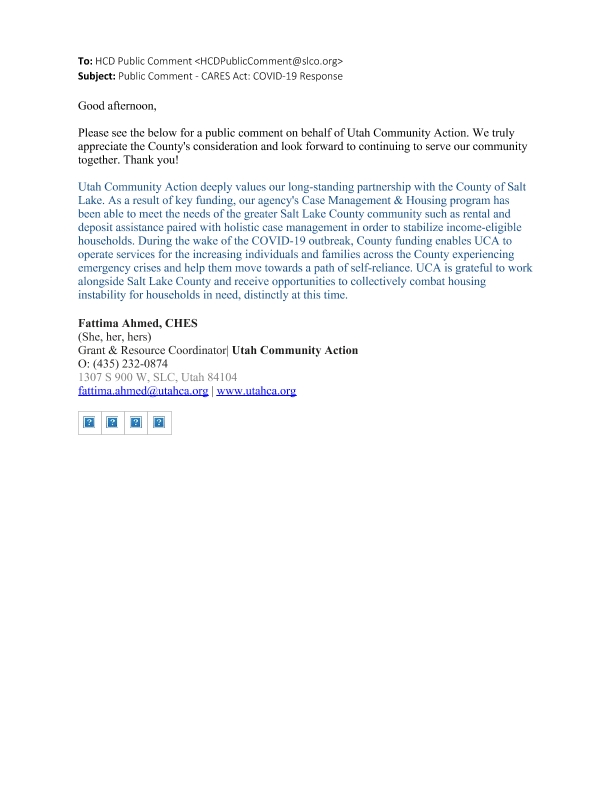 To: HCD Public Comment <HCDPublicComment@slco.org>
Subject: Public Comment - CARES Act: COVID-19 Response
Good afternoon,
Please see the below for a public comment on behalf of Utah Community Action. We truly
appreciate the County's consideration and look forward to continuing to serve our community
together. Thank you!
Utah Community Action deeply values our long-standing partnership with the County of Salt
Lake. As a result of key funding, our agency's Case Management & Housing program has
been able to meet the needs of the greater Salt Lake County community such as rental and
deposit assistance paired with holistic case management in order to stabilize income-eligible
households. During the wake of the COVID-19 outbreak, County funding enables UCA to
operate services for the increasing individuals and families across the County experiencing
emergency crises and help them move towards a path of self-reliance. UCA is grateful to work
alongside Salt Lake County and receive opportunities to collectively combat housing
instability for households in need, distinctly at this time.
Fattima Ahmed, CHES
(She, her, hers)
Grant & Resource Coordinator| Utah Community Action
O: (435) 232-0874
1307 S 900 W, SLC, Utah 84104
fattima.ahmed@utahca.org | www.utahca.org